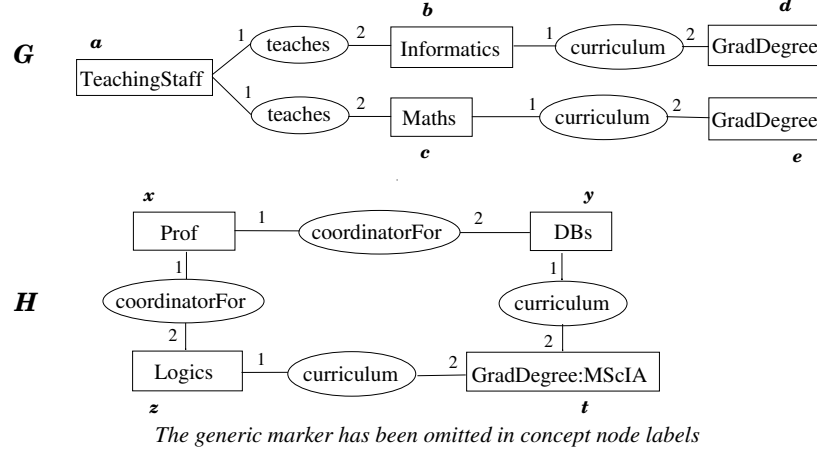 b d
a 1 teaches 2 Informatics 1 curriculum 2 GradDegree
G
TeachingStaff
1 teaches 2 Maths 1 curriculum 2 GradDegree
c e
x y
Prof 1 coordinatorFor 2 DBs
1 1
H coordinatorFor curriculum
2 2
Logics 1 curriculum 2 GradDegree:MScIA
z t
The generic marker has been omitted in concept node labels